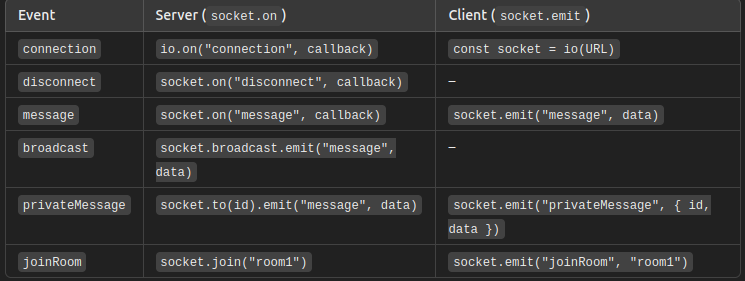 Event Server ( socket.on ) Client ( socket.emit )
connection io.on("connection", callback) const socket = io(URL)
disconnect socket.on("disconnect", callback) –
message socket.on("message", callback) socket.emit("message", data)
broadcast socket.broadcast.emit("message", –
data)
privateMessage socket.to(id).emit("message", data) socket.emit("privateMessage", { id,
data })
joinRoom socket.join("room1") socket.emit("joinRoom", "room1")